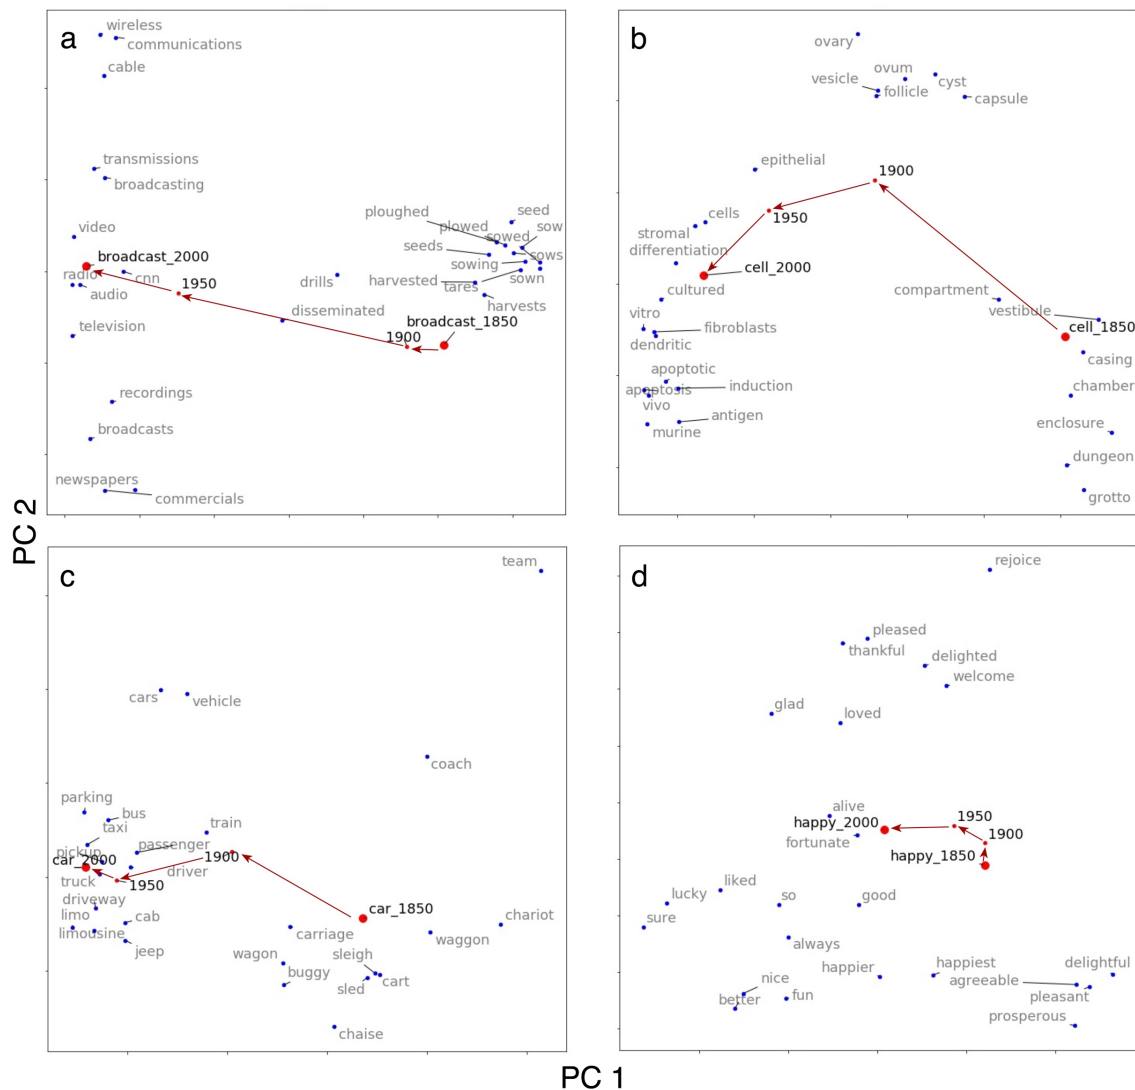 a
wireless
communications
cable
transmissions
broadcasting
video
broadcast_2000
radio
cnn
audio
1950
television
drills
disseminated
1900
broadcast_1850
ploughed
seed
plowed
sow
sowed
seeds
sows
sowing
harvested
sown
tares
harvests
recordings
broadcasts
newspapers
commercials
b
ovary
ovum
vesicle
cyst
follicle
capsule
epithelial
1900
cells
1950
stromal
differentiation
cell_2000
cultured
compartment
vestibule
vitro
fibroblasts
cell_1850
dendritic
casing
apoptotic
apoptosis
induction
chamber
vivo
antigen
murine
enclosure
dungeon
grotto
PC 2
c
team
cars
vehicle
coach
parking
bus
taxi
train
pickup
passenger
car_2000
1900
truck
driver
1950
driveway
car_1850
limo
cab
chariot
limousine
carriage
waggon
jeep
wagon
sleigh
buggy
cart
sled
chaise
d
rejoice
pleased
thankful
delighted
welcome
glad
loved
alive
1950
happy_2000
1900
fortunate
happy_1850
liked
lucky
so
good
sure
always
happier
happiest
delightful
nice
agreeable
better
fun
pleasant
prosperous
PC 1